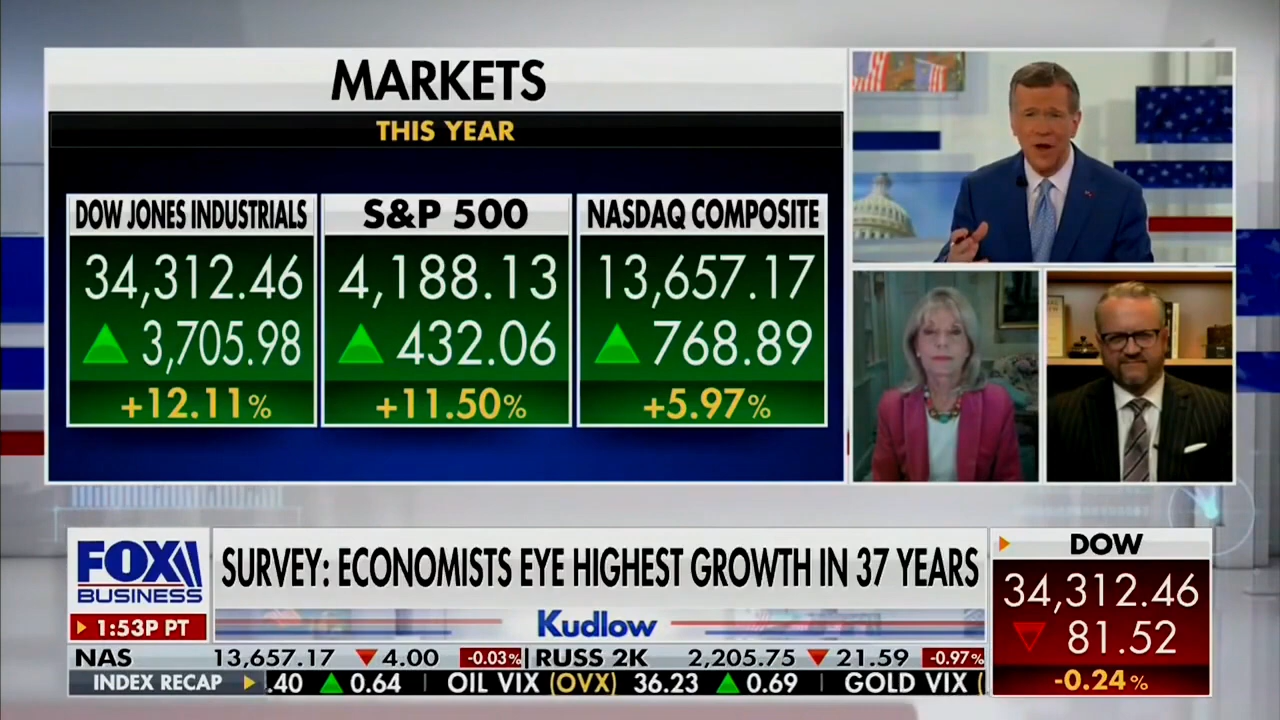 MARKETS
THIS YEAR
DOW JONES INDUSTRIALS
34,312.46
3,705.98
+12.11%
S&P 500
4,188.13
432.06
+11.50%
NASDAQ COMPOSITE
13,657.17
768.89
+5.97%
FOX
BUSINESS
1:53P PT
SURVEY: ECONOMISTS EYE HIGHEST GROWTH IN 37 YEARS
Kudlow
DOW
34,312.46
81.52
-0.24%
NAS 13,657.17 4.00 -0.03% RUSS 2K 2,205.75 21.59 -0.97%
INDEX RECAP .40 0.64 OIL VIX (OVX) 36.23 0.69 GOLD VIX (